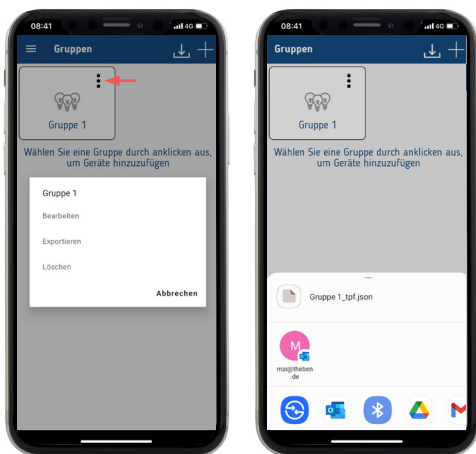 08:41
4G
Gruppen
Gruppe 1
Wählen Sie eine Gruppe durch anklicken aus,
um Geräte hinzuzufügen
Gruppe 1
Bearbeiten
Exportieren
Löschen
Abbrechen
08:41
4G
Gruppen
Gruppe 1
Wählen Sie eine Gruppe durch anklicken aus,
um Geräte hinzuzufügen
Gruppe 1_tpf.json
M
mai@theben
.de